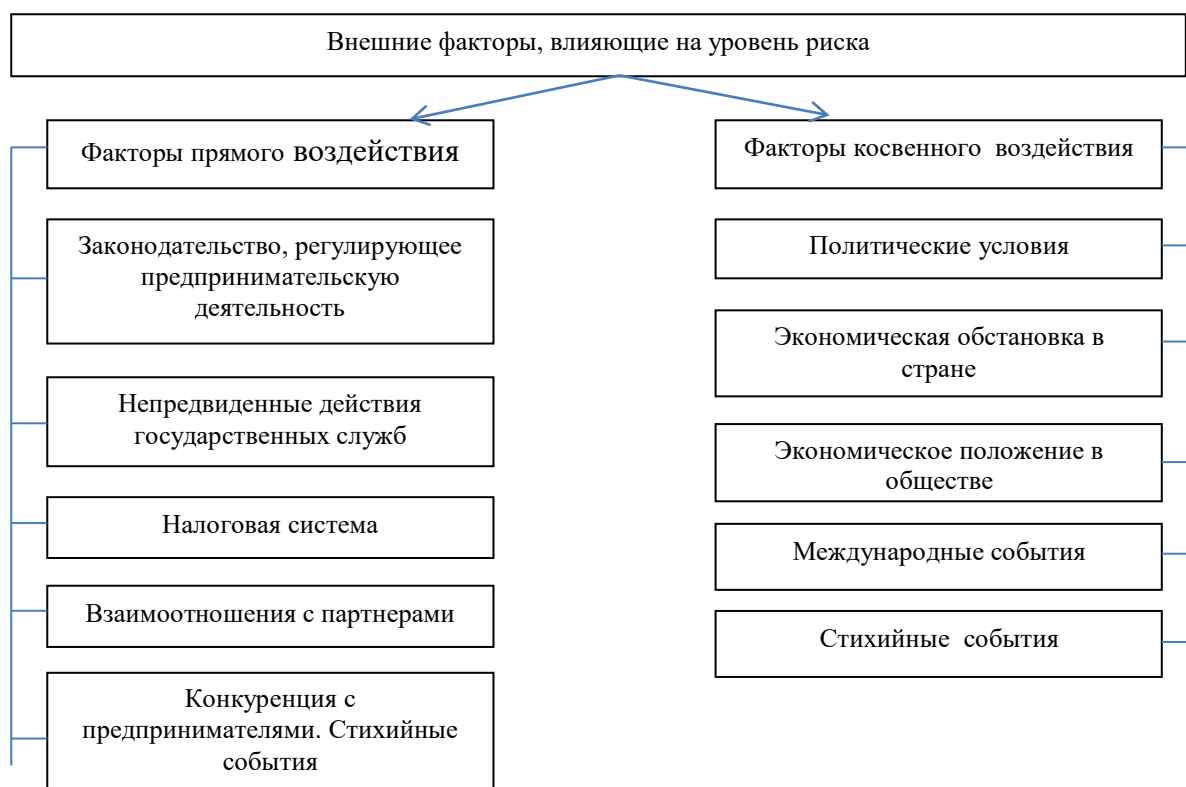 Внешние факторы, влияющие на уровень риска
Факторы прямого воздействия
Законодательство, регулирующее
предпринимательскую
деятельность
Непредвиденные действия
государственных служб
Налоговая система
Взаимоотношения с партнерами
Конкуренция с
предпринимателями. Стихийные
события
Факторы косвенного воздействия
Политические условия
Экономическая обстановка в
стране
Экономическое положение в
обществе
Международные события
Стихийные события